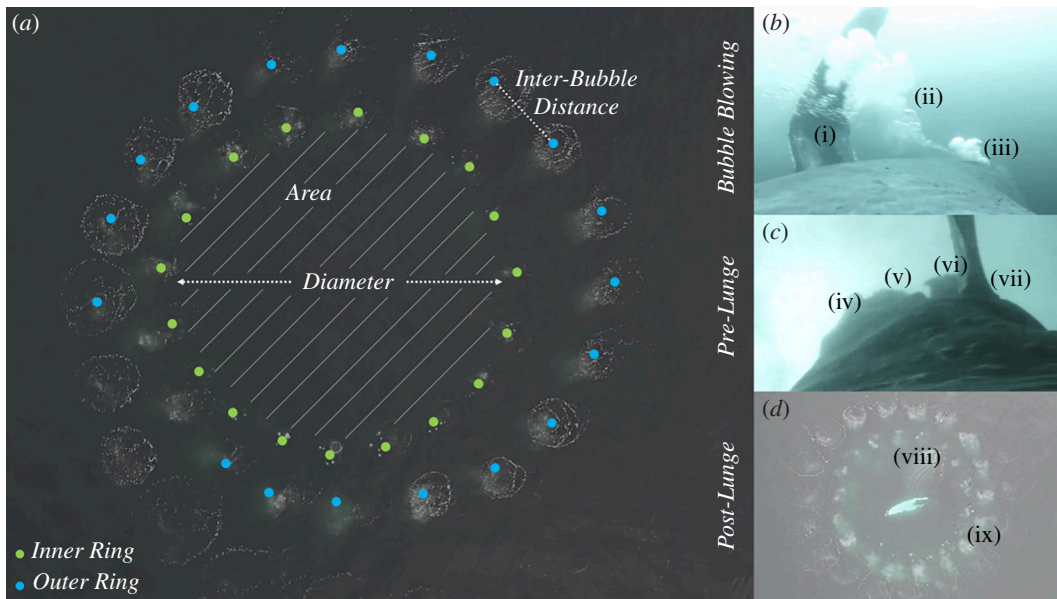 (a)
Inter-Bubble
Distance
Area
Diameter
Inner Ring
Outer Ring
Bubble Blowing
Pre-Lunge
Post-Lunge
(b)
(i)
(ii)
(iii)
(c)
(iv)
(v)
(vi)
(vii)
(d)
(viii)
(ix)